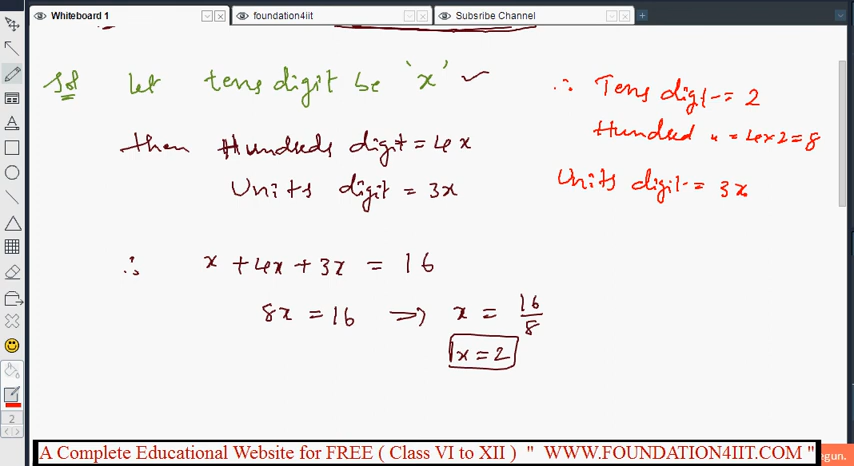 Whiteboard 1
foundation4iit
Subsribe Channel
Sol Let tens digit be 'x' ✓
then Hundreds digit = 4x
Units digit = 3x
∴ x + 4x + 3x = 16
8x = 16 ⟹ x = 16/8
x = 2
∴ Tens digit = 2
Hundred " = 4x2 = 8
Units digit = 3x
2
A Complete Educational Website for FREE ( Class VI to XII ) " WWW.FOUNDATION4IIT.COM "
egun.